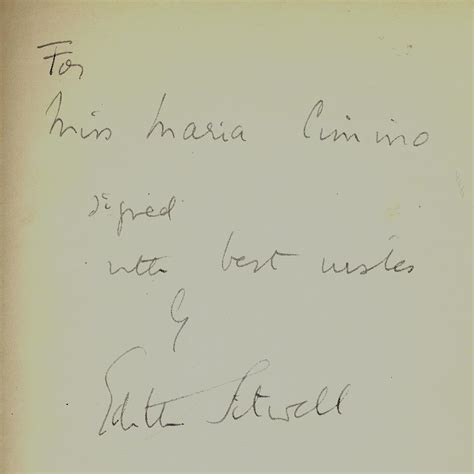 For
Miss Maria Cimino
signed
with best wishes
by
Edith Sitwell